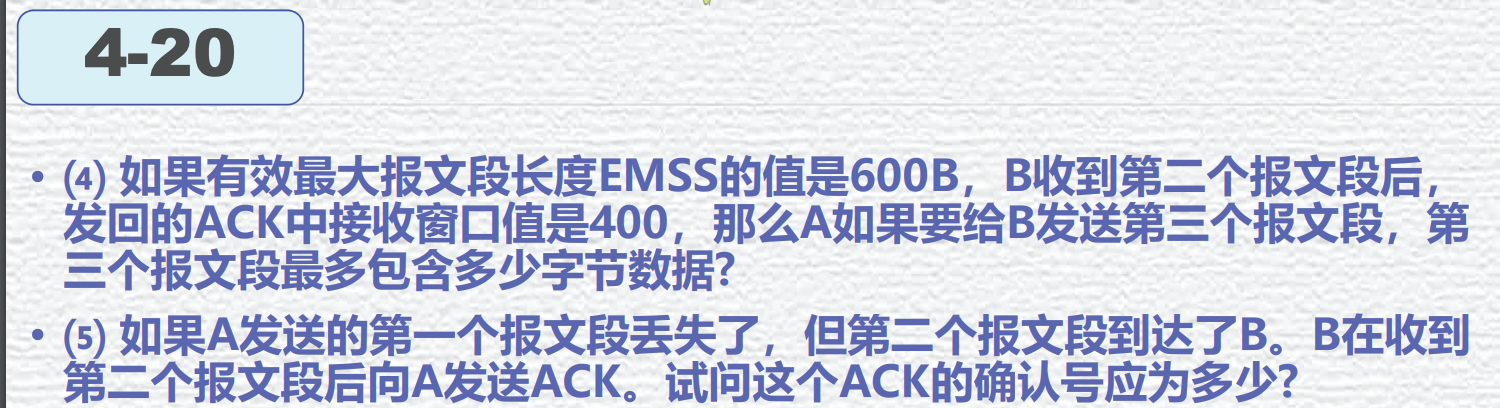 4-20
• (4) 如果有效最大报文段长度EMSS的值是600B，B收到第二个报文段后，
发回的ACK中接收窗口值是400，那么A如果要给B发送第三个报文段，第
三个报文段最多包含多少字节数据?
• (5) 如果A发送的第一个报文段丢失了，但第二个报文段到达了B。B在收到
第二个报文段后向A发送ACK。试问这个ACK的确认号应为多少?